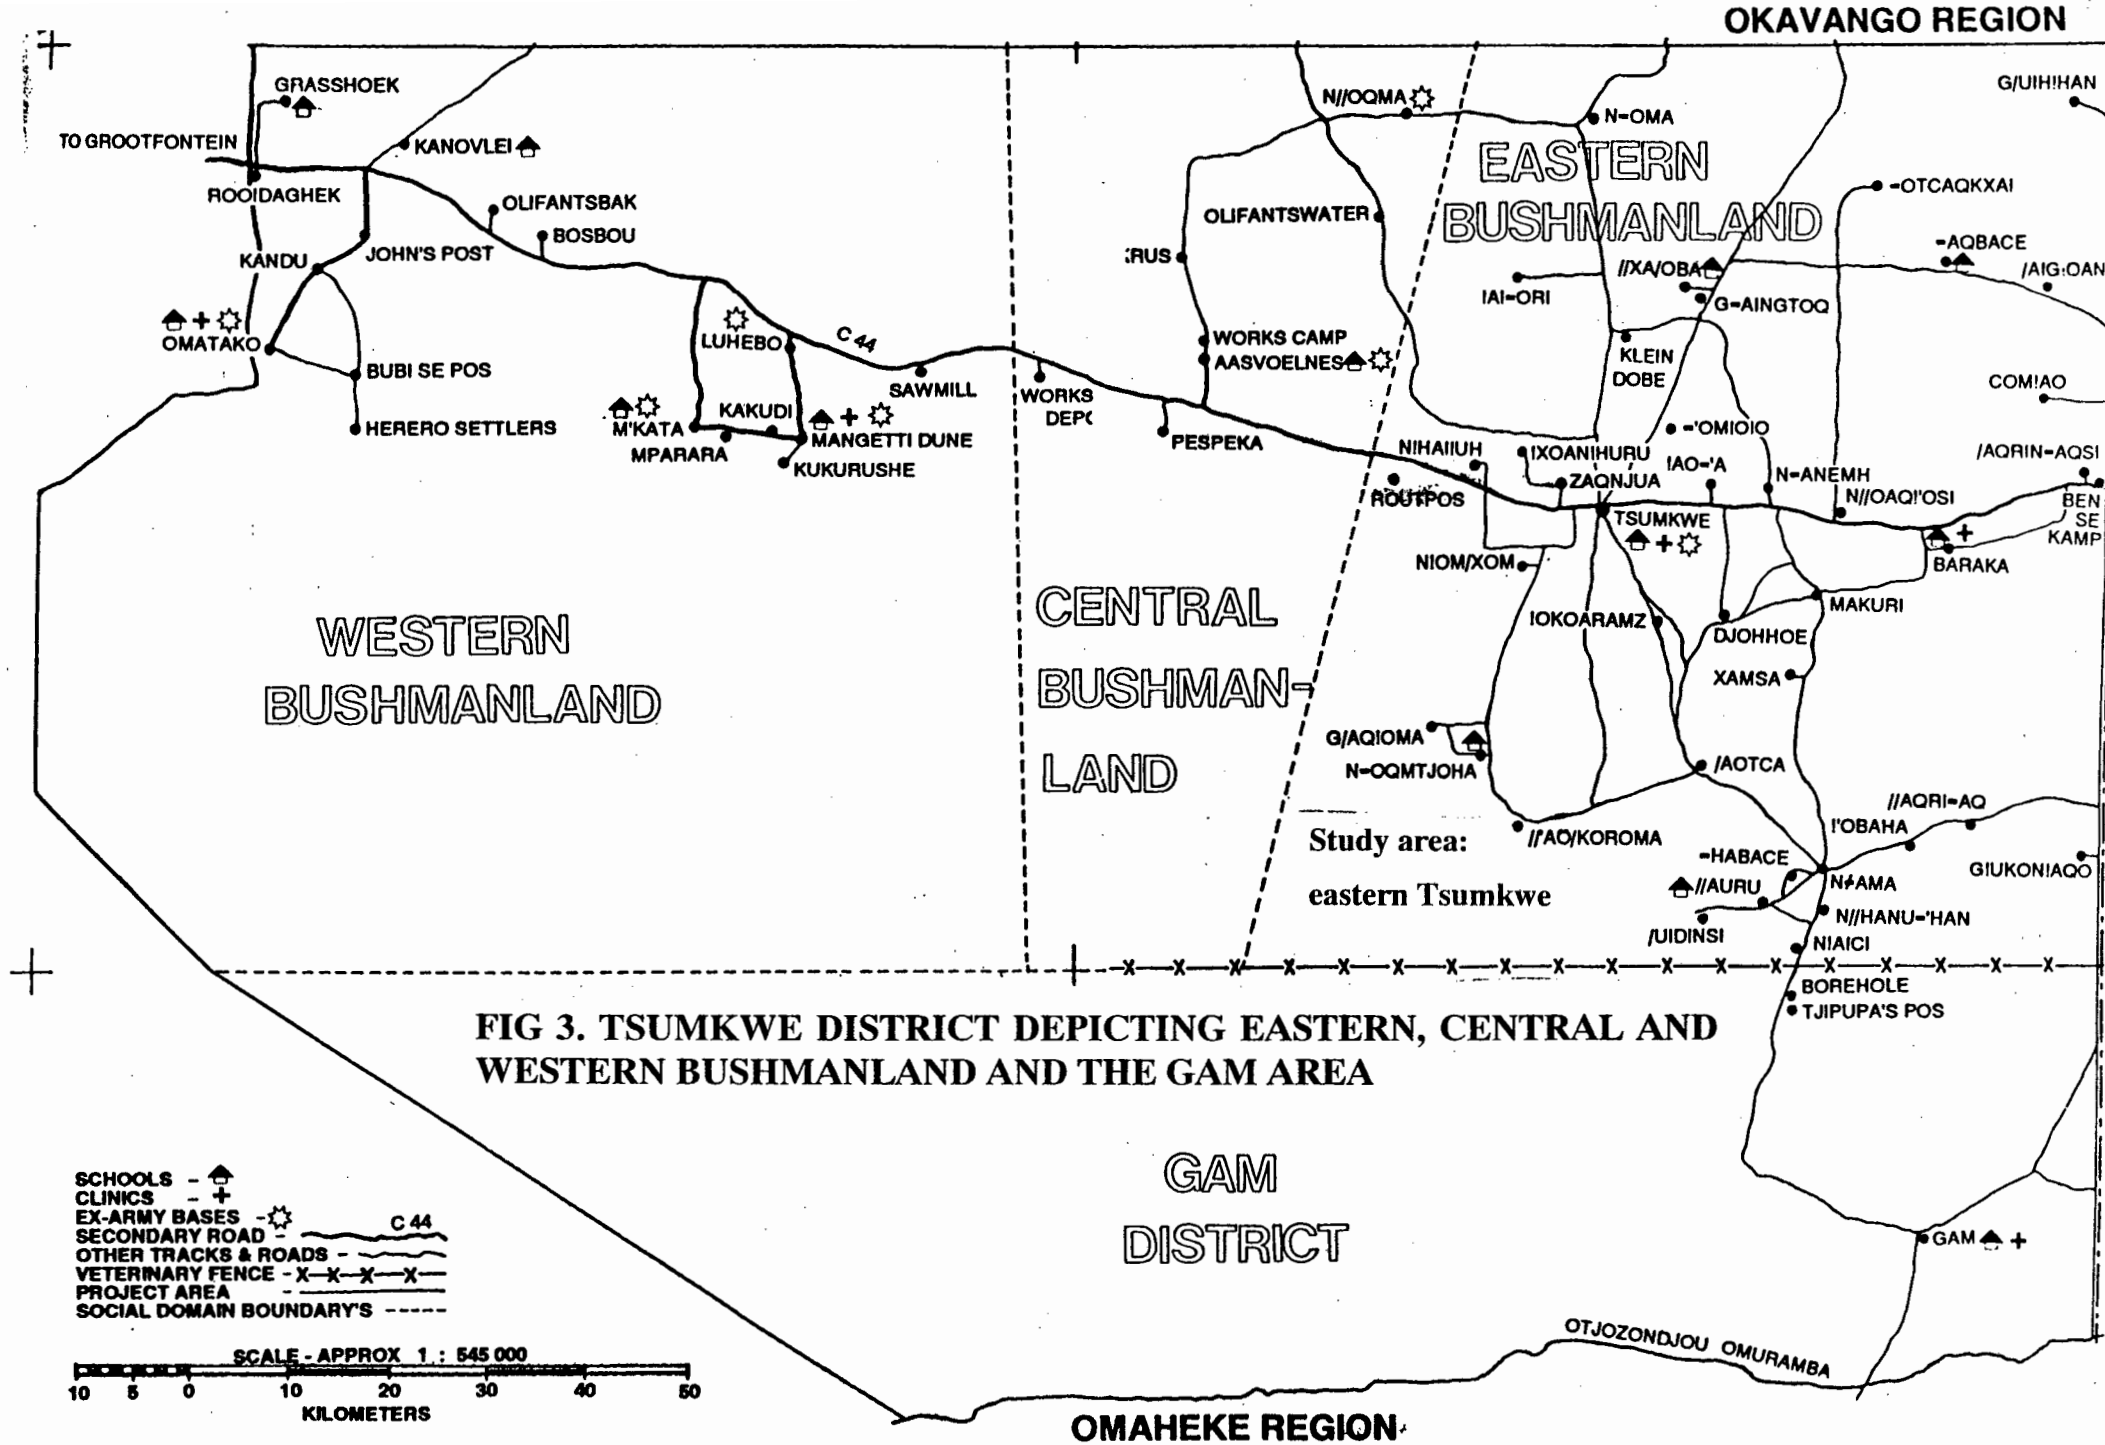 OKAVANGO REGION
GRASSHOEK
G/UIH!HAN
N//OQMA
N=OMA
TO GROOTFONTEIN
KANOVLEI
EASTERN
BUSHMANLAND
ROOIDAGHEK
=OTCAQKXAI
OLIFANTSBAK
OLIFANTSWATER
BOSBOU
JOHN'S POST
KANDU
:RUS
=AQBACE
//XA/OBA
/AIG!OAN
IAI=ORI
G=AINGTOQ
OMATAKO
LUHEBO
C 44
WORKS CAMP
AASVOELNES
KLEIN
DOBE
BUBI SE POS
SAWMILL
WORKS
DEP(
COM!AO
HERERO SETTLERS
M'KATA
KAKUDI
MPARARA
MANGETTI DUNE
KUKURUSHE
PESPEKA
='OMIOIO
N!HAIIUH
IXOANIHURU
!AO='A
/AQRIN=AQSI
ZAQNJUA
N=ANEMH
ROUTPOS
N//OAQ!'OSI
BEN
SE
KAMP
TSUMKWE
NIOM/XOM
BARAKA
WESTERN
BUSHMANLAND
CENTRAL
BUSHMAN-
LAND
!OKOARAMZ
DJOHHOE
MAKURI
XAMSA
G/AQIOMA
N=OQMTJOHA
/AOTCA
//AQRI=AQ
I'OBAHA
//'AO/KOROMA
Study area:
eastern Tsumkwe
=HABACE
//AURU
N≠AMA
G!UKON!AQO
N//HANU='HAN
/UIDINSI
NIAICI
BOREHOLE
TJIPUPA'S POS
FIG 3. TSUMKWE DISTRICT DEPICTING EASTERN, CENTRAL AND
WESTERN BUSHMANLAND AND THE GAM AREA
GAM
DISTRICT
GAM
SCHOOLS -
CLINICS -
EX-ARMY BASES -
SECONDARY ROAD - C 44
OTHER TRACKS & ROADS -
VETERINARY FENCE - X—X—X—X—
PROJECT AREA -
SOCIAL DOMAIN BOUNDARY'S -----
SCALE - APPROX 1 : 545 000
10 5 0 10 20 30 40 50
KILOMETERS
OTJOZONDJOU OMURAMBA
OMAHEKE REGION